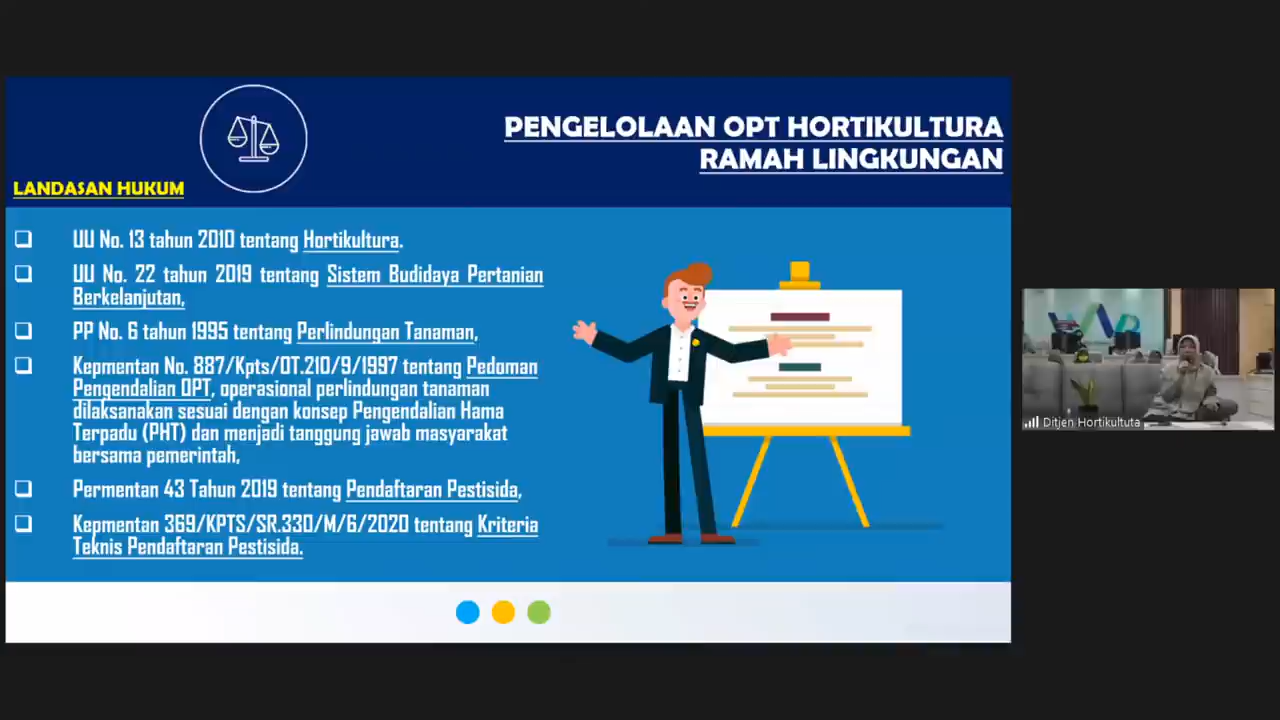 PENGELOLAAN OPT HORTIKULTURA
RAMAH LINGKUNGAN
LANDASAN HUKUM
UU No. 13 tahun 2010 tentang Hortikultura.
UU No. 22 tahun 2019 tentang Sistem Budidaya Pertanian
Berkelanjutan,
PP No. 6 tahun 1995 tentang Perlindungan Tanaman,
Kepmentan No. 887/Kpts/OT.210/9/1997 tentang Pedoman
Pengendalian OPT, operasional perlindungan tanaman
dilaksanakan sesuai dengan konsep Pengendalian Hama
Terpadu (PHT) dan menjadi tanggung jawab masyarakat
bersama pemerintah,
Permentan 43 Tahun 2019 tentang Pendaftaran Pestisida,
Kepmentan 369/KPTS/SR.330/M/6/2020 tentang Kriteria
Teknis Pendaftaran Pestisida.
Ditjen Hortikultuta